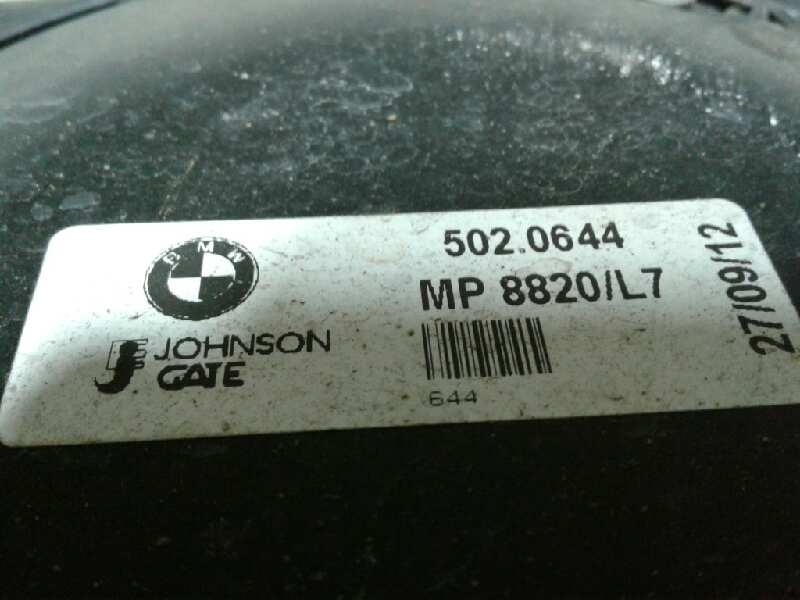 BMW
JOHNSON
GATE
502.0644
MP 8820/L7
644
27/09/12